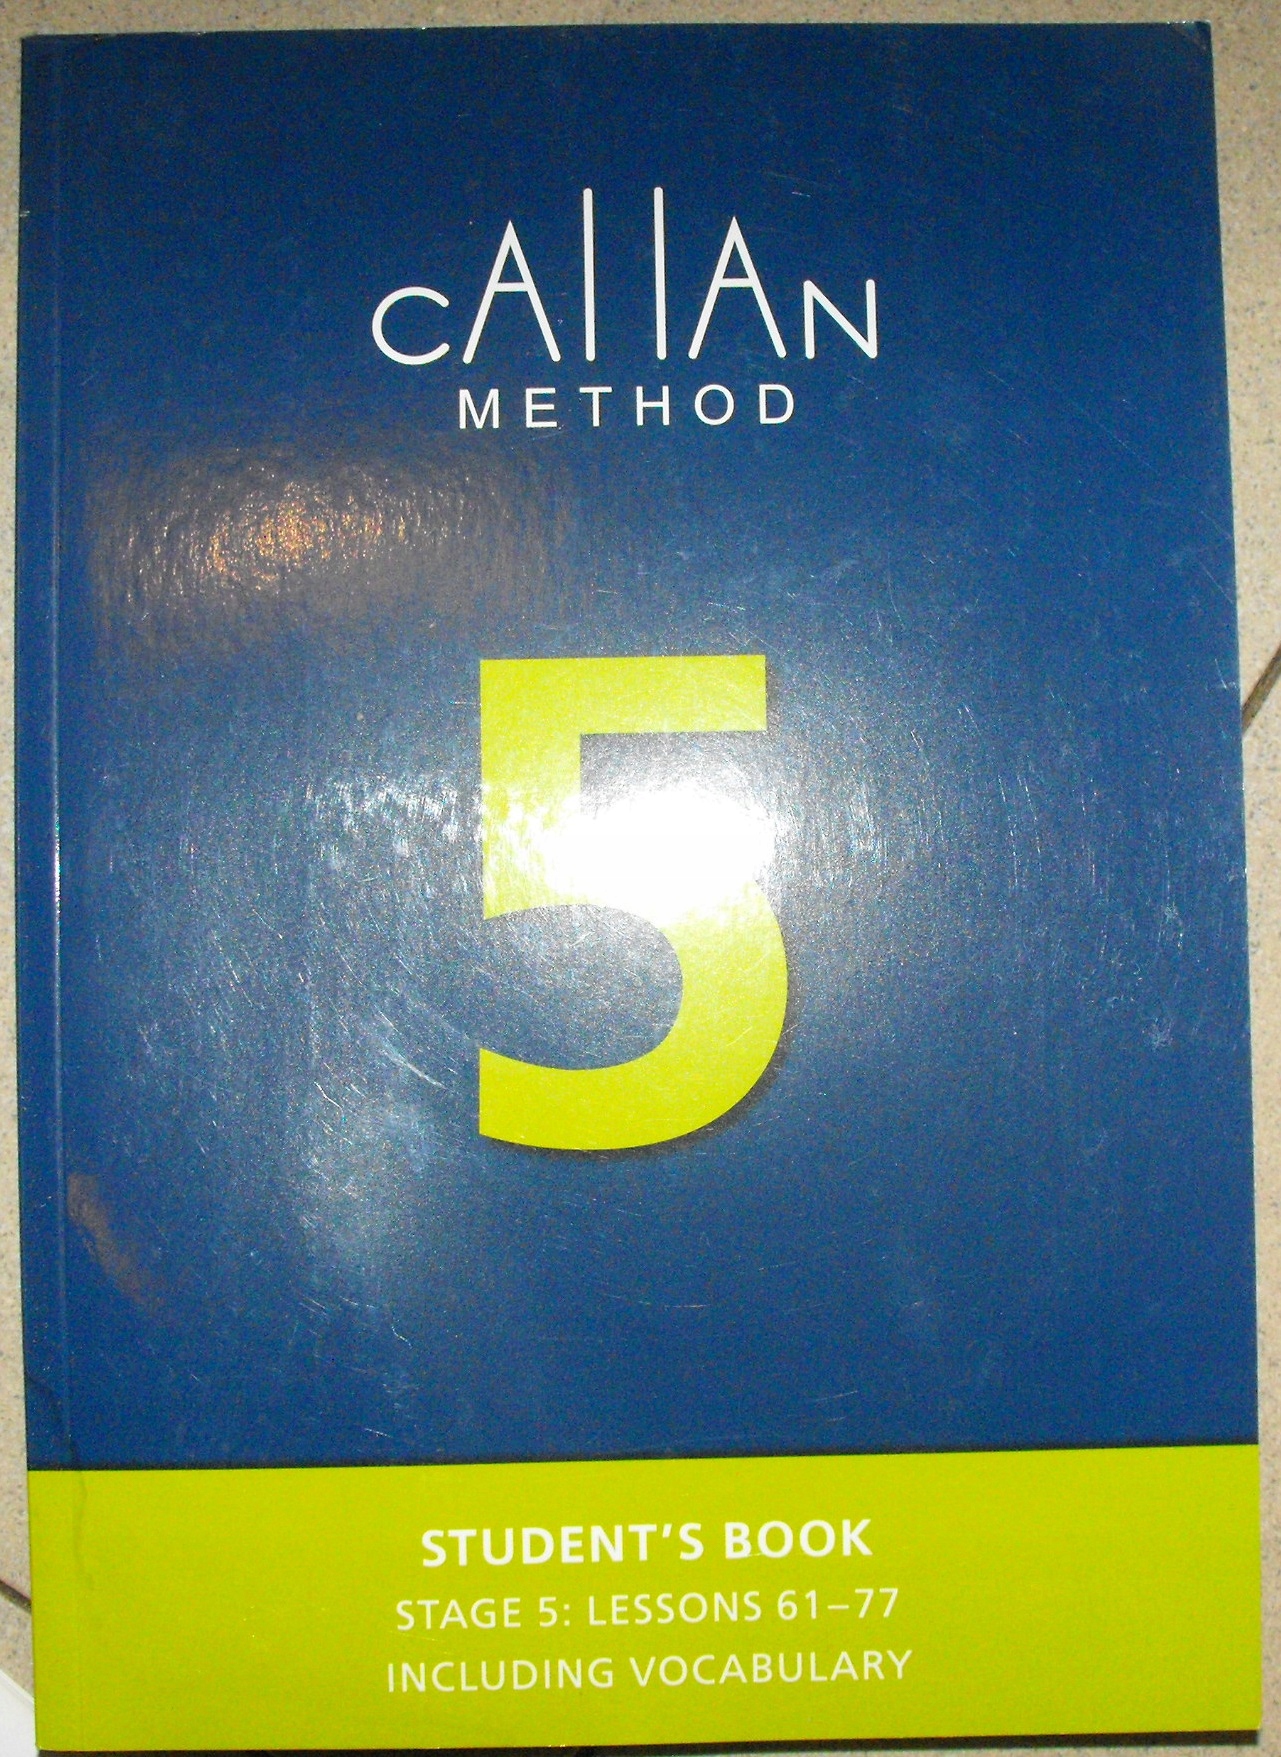 CAllAN
METHOD
5
STUDENT'S BOOK
STAGE 5: LESSONS 61–77
INCLUDING VOCABULARY